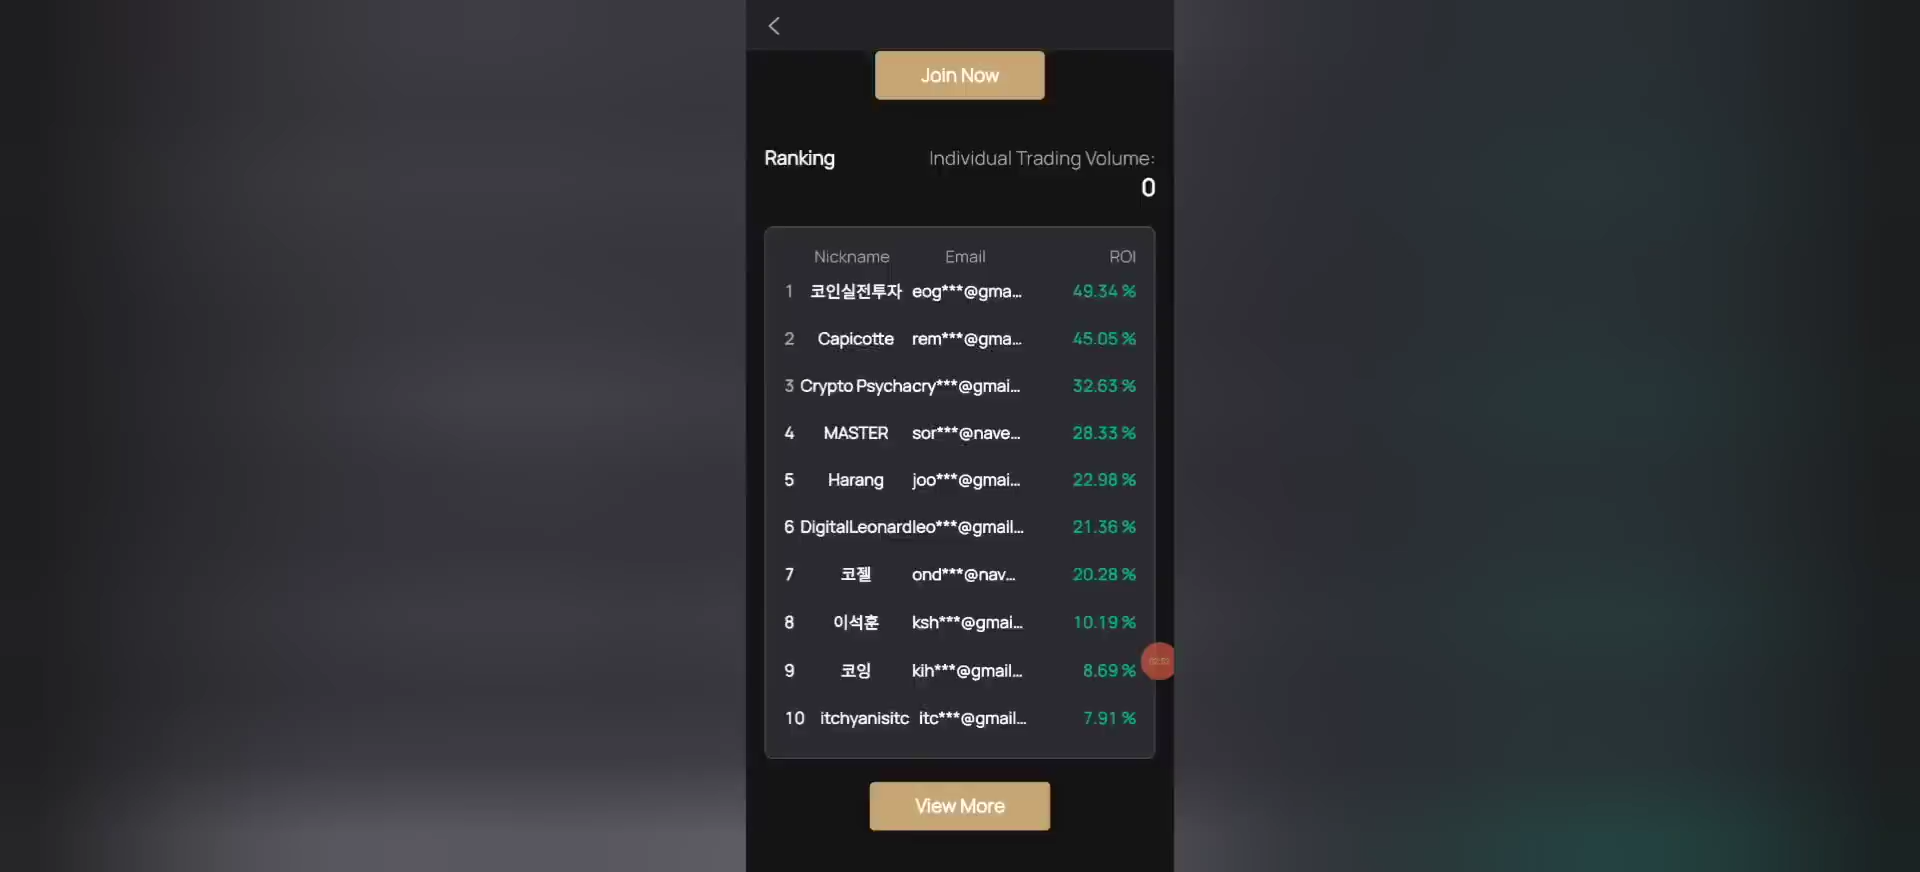 Join Now
Ranking
Individual Trading Volume:
0
Nickname Email ROI
1 코인실전투자 eog***@gma... 49.34 %
2 Capicotte rem***@gma... 45.05 %
3 Crypto Psychacry***@gmai... 32.63 %
4 MASTER sor***@nave... 28.33 %
5 Harang joo***@gmai... 22.98 %
6 DigitalLeonardleo***@gmail... 21.36 %
7 코젤 ond***@nav... 20.28 %
8 이석훈 ksh***@gmai... 10.19 %
9 코잉 kih***@gmail... 8.69 %
10 itchyanisitc itc***@gmail... 7.91 %
View More